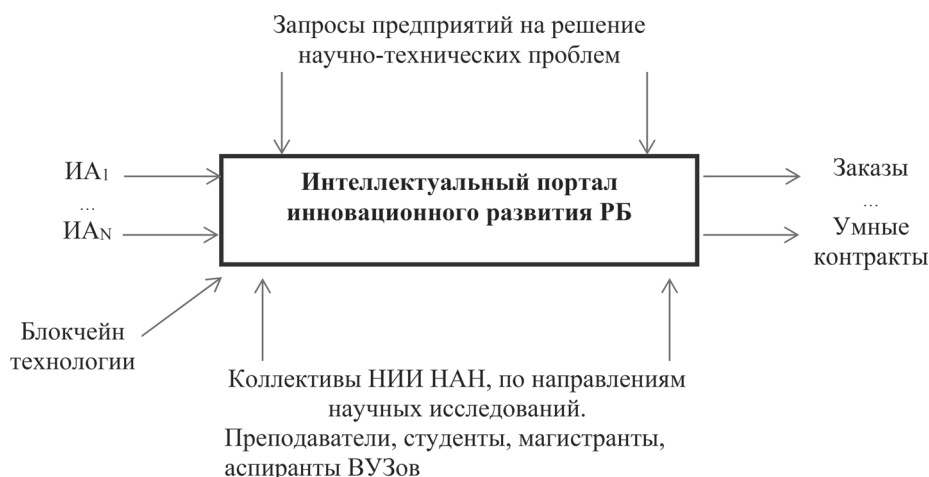 Запросы предприятий на решение
научно-технических проблем
ИА1
...
ИАN
Интеллектуальный портал
инновационного развития РБ
Заказы
...
Умные
контракты
Блокчейн
технологии
Коллективы НИИ НАН, по направлениям
научных исследований.
Преподаватели, студенты, магистранты,
аспиранты ВУЗов